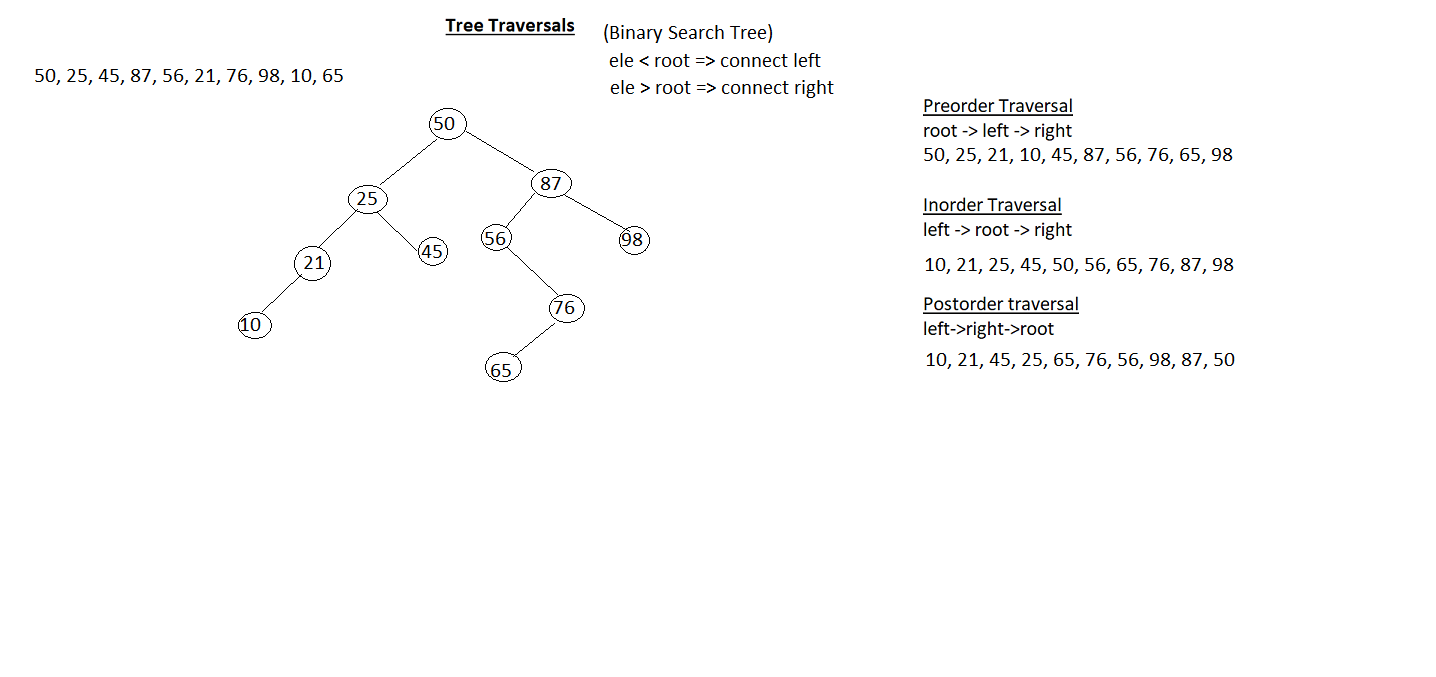 Tree Traversals
(Binary Search Tree)
ele < root => connect left
ele > root => connect right
50, 25, 45, 87, 56, 21, 76, 98, 10, 65
50
87
25
56
98
45
21
76
10
65
Preorder Traversal
root -> left -> right
50, 25, 21, 10, 45, 87, 56, 76, 65, 98
Inorder Traversal
left -> root -> right
10, 21, 25, 45, 50, 56, 65, 76, 87, 98
Postorder traversal
left->right->root
10, 21, 45, 25, 65, 76, 56, 98, 87, 50